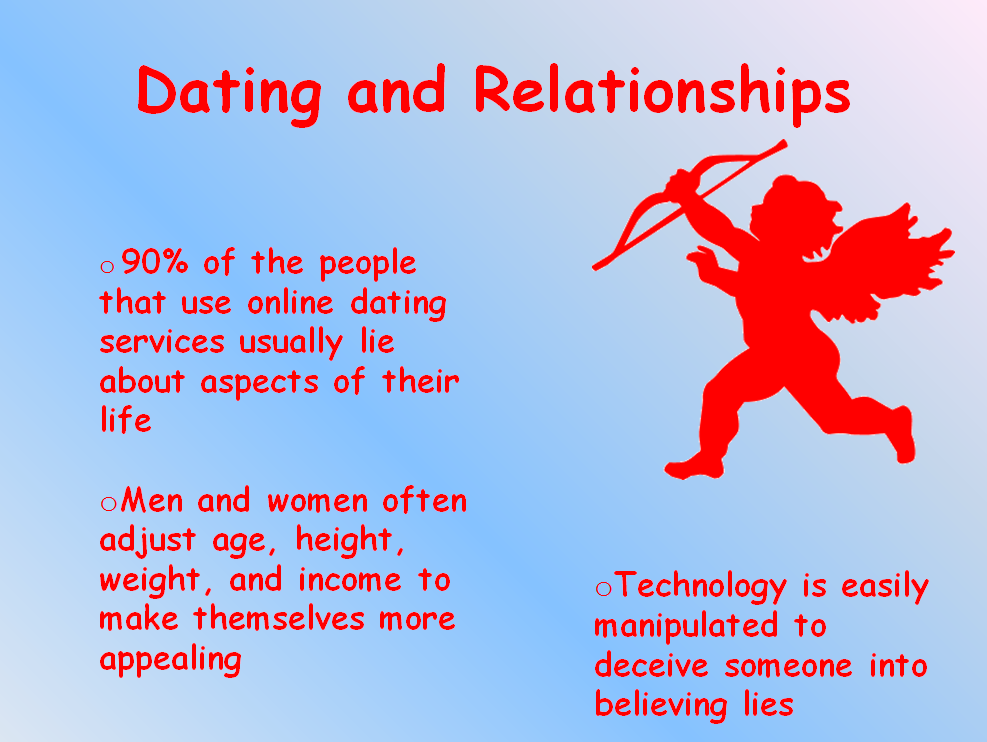 Dating and Relationships
o 90% of the people
that use online dating
services usually lie
about aspects of their
life
oMen and women often
adjust age, height,
weight, and income to
make themselves more
appealing
oTechnology is easily
manipulated to
deceive someone into
believing lies